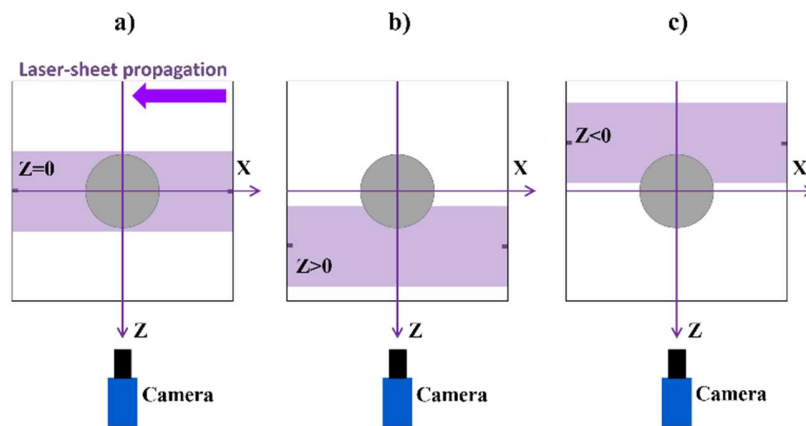 a)
b)
c)
Laser-sheet propagation
Z=0
X
Z
Camera
Z>0
X
Z
Camera
Z<0
X
Z
Camera